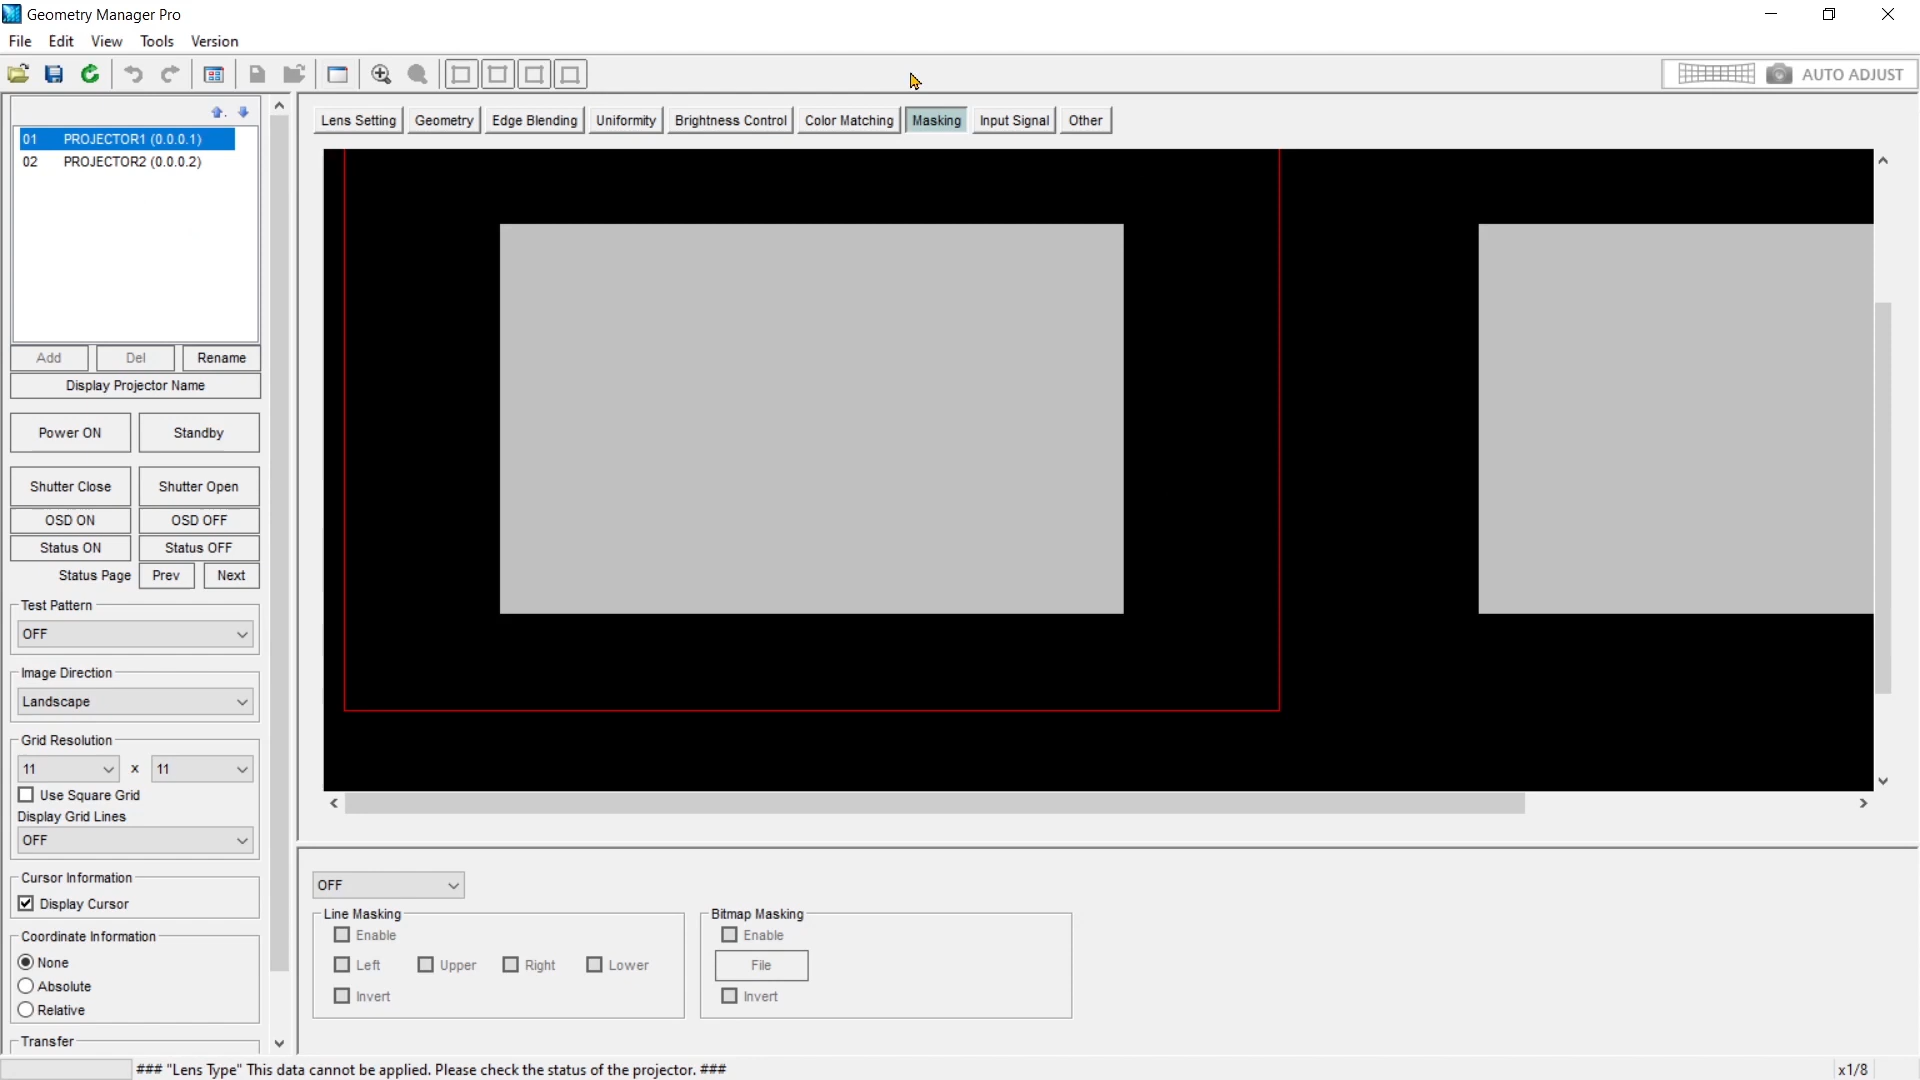 Geometry Manager Pro
File Edit View Tools Version
AUTO ADJUST
Lens Setting Geometry Edge Blending Uniformity Brightness Control Color Matching Masking Input Signal Other
01 PROJECTOR1 (0.0.0.1)
02 PROJECTOR2 (0.0.0.2)
Add Del Rename
Display Projector Name
Power ON Standby
Shutter Close Shutter Open
OSD ON OSD OFF
Status ON Status OFF
Status Page Prev Next
Test Pattern
OFF
Image Direction
Landscape
Grid Resolution
11 x 11
Use Square Grid
Display Grid Lines
OFF
Cursor Information
Display Cursor
Coordinate Information
None
Absolute
Relative
Transfer
OFF
Line Masking
Enable
Left Upper Right Lower
Invert
Bitmap Masking
Enable
File
Invert
### "Lens Type" This data cannot be applied. Please check the status of the projector. ###
x1/8